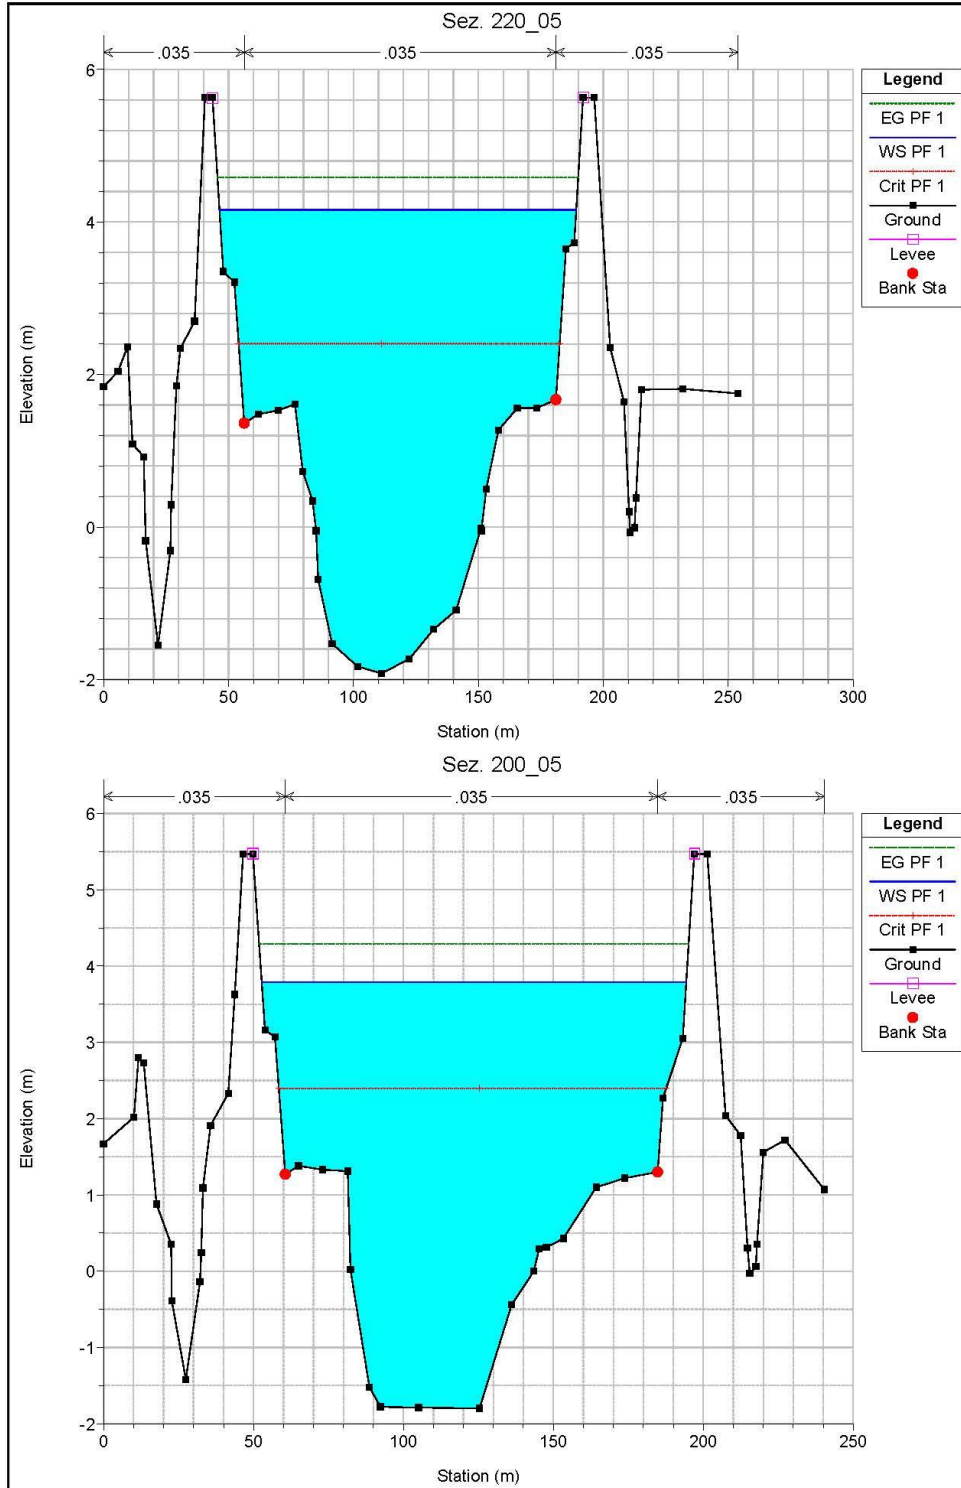 Sez. 220_05
.035 .035 .035
6
4
2
0
-2
Elevation (m)
0 50 100 150 200 250 300
Station (m)
Legend
EG PF 1
WS PF 1
Crit PF 1
Ground
Levee
Bank Sta
Sez. 200_05
.035 .035 .035
6
5
4
3
2
1
0
-1
-2
Elevation (m)
0 50 100 150 200 250
Station (m)
Legend
EG PF 1
WS PF 1
Crit PF 1
Ground
Levee
Bank Sta